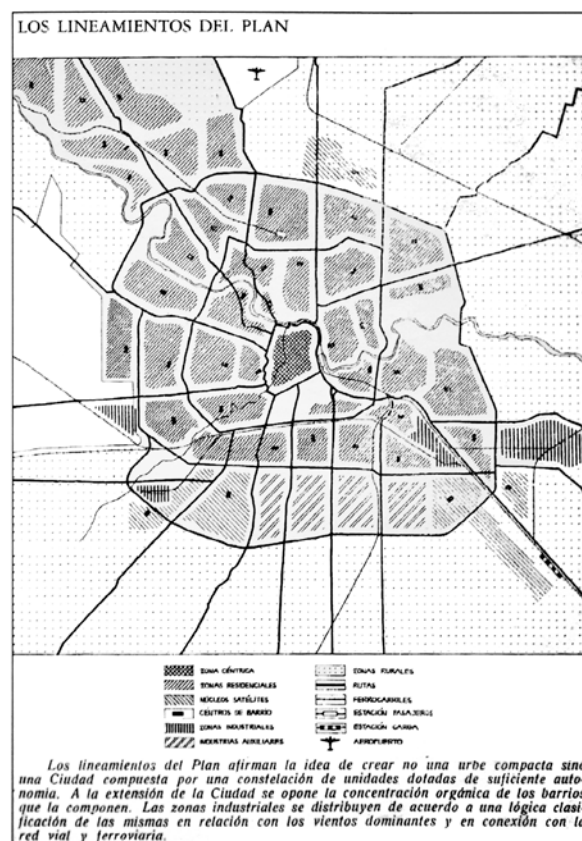 LOS LINEAMIENTOS DEL PLAN
ZONA CÉNTRICA
ZONAS RESIDENCIALES
NÚCLEOS SATÉLITES
CENTROS DE BARRIO
ZONAS INDUSTRIALES
INDUSTRIAS AUXILIARES
ZONAS RURALES
RUTAS
FERROCARRILES
ESTACIÓN PASAJEROS
ESTACIÓN CARGA
AEROPUERTO
Los lineamientos del Plan afirman la idea de crear no una urbe compacta sino
una Ciudad compuesta por una constelación de unidades dotadas de suficiente auto-
nomía. A la extensión de la Ciudad se opone la concentración orgánica de los barrios
que la componen. Las zonas industriales se distribuyen de acuerdo a una lógica clasi-
ficación de las mismas en relación con los vientos dominantes y en conexión con la
red vial y ferroviaria.